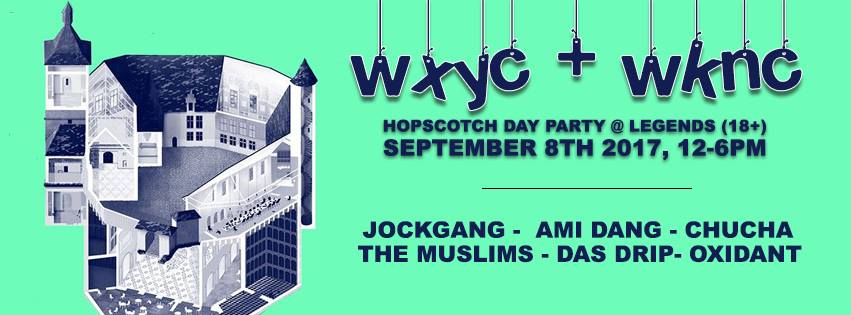 wxyc + wknc
HOPSCOTCH DAY PARTY @ LEGENDS (18+)
SEPTEMBER 8TH 2017, 12-6PM
JOCKGANG - AMI DANG - CHUCHA
THE MUSLIMS - DAS DRIP- OXIDANT